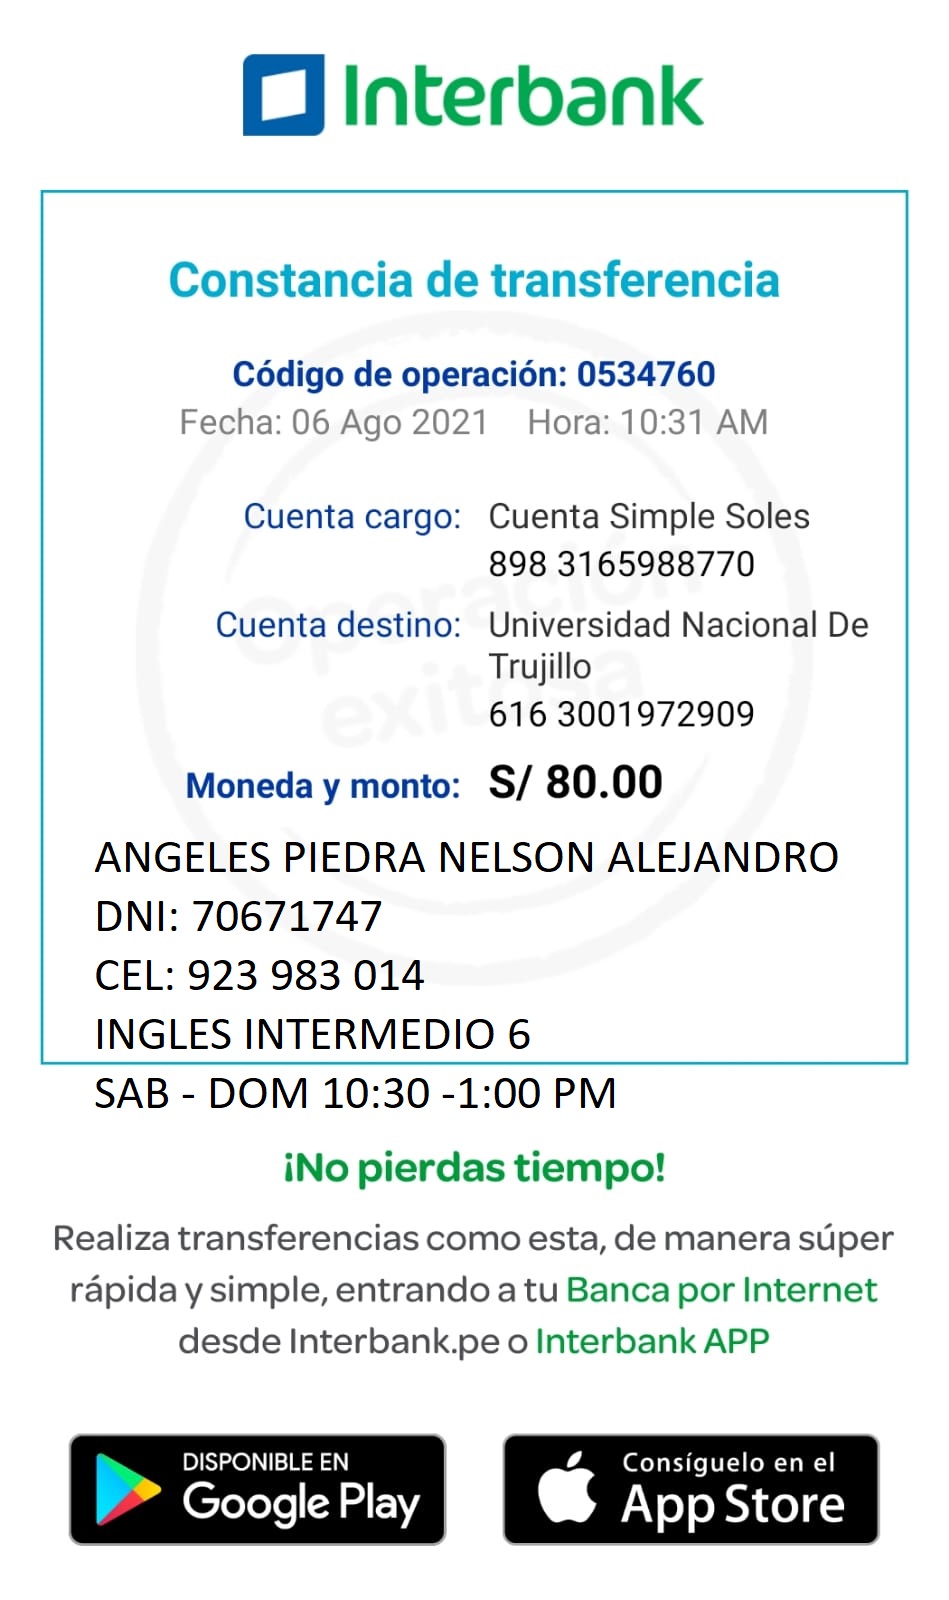 Interbank
Constancia de transferencia
Código de operación: 0534760
Fecha: 06 Ago 2021 Hora: 10:31 AM
Operación
exitosa
Cuenta cargo: Cuenta Simple Soles
898 3165988770
Cuenta destino: Universidad Nacional De
Trujillo
616 3001972909
Moneda y monto: S/ 80.00
ANGELES PIEDRA NELSON ALEJANDRO
DNI: 70671747
CEL: 923 983 014
INGLES INTERMEDIO 6
SAB - DOM 10:30 -1:00 PM
¡No pierdas tiempo!
Realiza transferencias como esta, de manera súper
rápida y simple, entrando a tu Banca por Internet
desde Interbank.pe o Interbank APP
DISPONIBLE EN
Google Play
Consíguelo en el
App Store